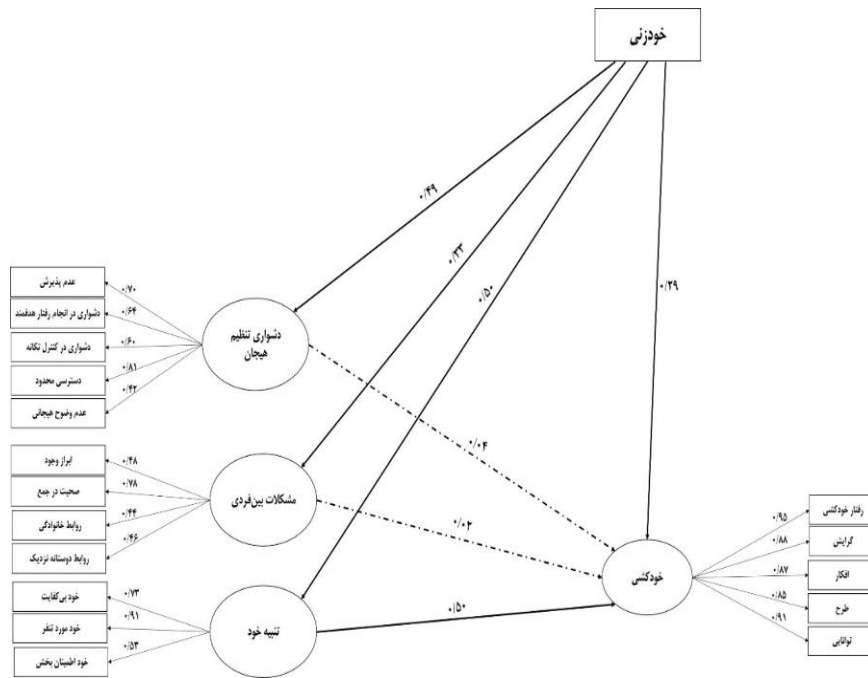 خودزنی
۰/۴۹
۰/۳۳
۰/۵۰
۰/۲۹
عدم پذیرش
۰/۷۰
دشواری در انجام رفتار هدفمند
۰/۶۴
دشواری در کنترل تکانه
۰/۶۰
دسترسی محدود
۰/۸۱
عدم وضوح هیجانی
۰/۴۲
دشواری تنظیم
هیجان
۰/۰۴
ابراز وجود
۰/۴۸
صحبت در جمع
۰/۷۸
روابط خانوادگی
۰/۴۴
روابط دوستانه نزدیک
۰/۴۶
مشکلات بین‌فردی
۰/۰۲
خود بی‌کفایت
۰/۷۳
خود مورد تنفر
۰/۹۱
خود اطمینان بخش
۰/۵۳
تنبیه خود
۰/۵۰
خودکشی
رفتار خودکشی
۰/۹۵
گرایش
۰/۸۸
افکار
۰/۸۷
طرح
۰/۸۵
توانایی
۰/۹۱